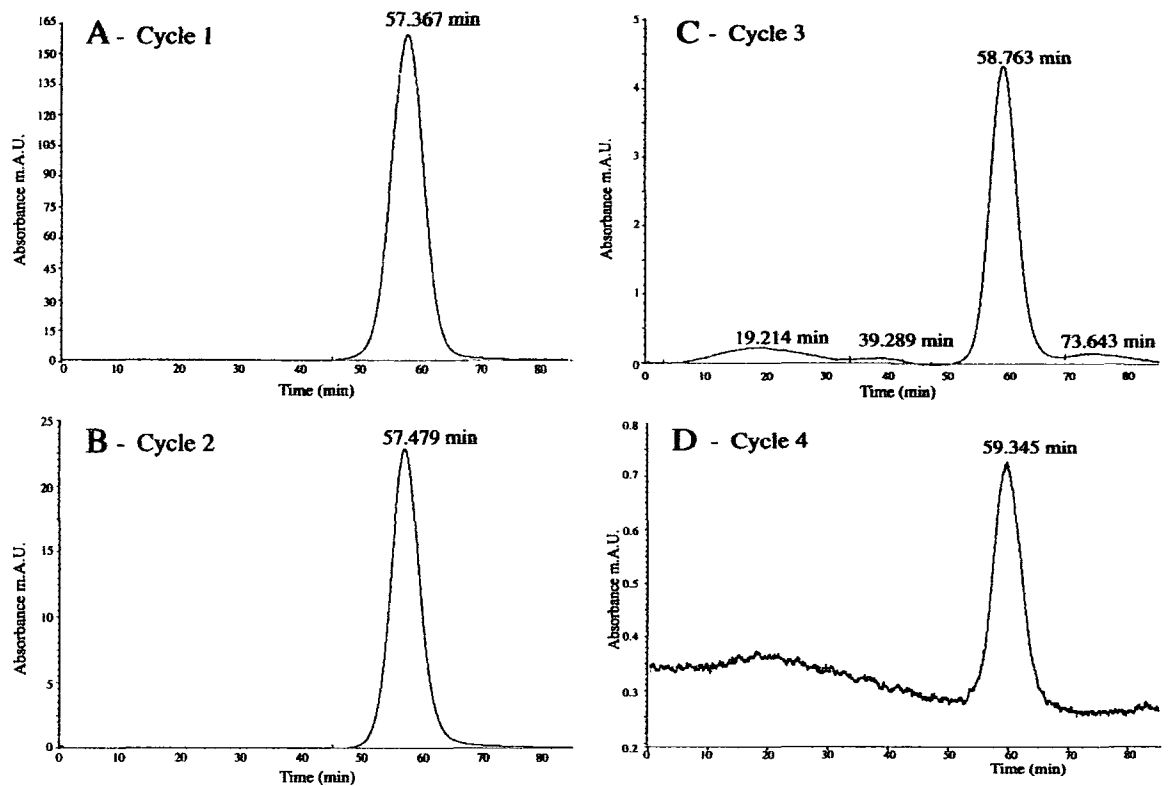 A - Cycle 1
57.367 min
165
150
135
120
105
90
75
60
45
30
15
0
Absorbance m.A.U.
0 10 20 30 40 50 60 70 80
Time (min)
C - Cycle 3
58.763 min
19.214 min
39.289 min
73.643 min
5
4
3
2
1
0
Absorbance m.A.U.
0 10 20 30 40 50 60 70 80
Time (min)
B - Cycle 2
57.479 min
25
20
15
10
5
0
Absorbance m.A.U.
0 10 20 30 40 50 60 70 80
Time (min)
D - Cycle 4
59.345 min
0.8
0.7
0.6
0.5
0.4
0.3
0.2
Absorbance m.A.U.
0 10 20 30 40 50 60 70 80
Time (min)